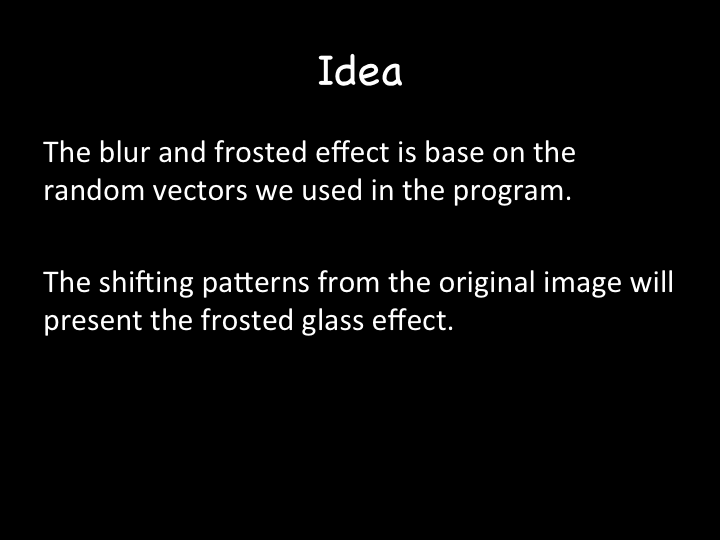 Idea
The blur and frosted effect is base on the
random vectors we used in the program.
The shifting patterns from the original image will
present the frosted glass effect.